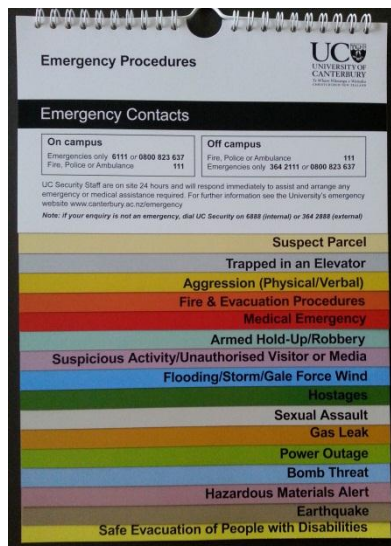 Emergency Procedures
UC
UNIVERSITY OF
CANTERBURY
Te Whare Wānanga o Waitaha
CHRISTCHURCH NEW ZEALAND
Emergency Contacts
On campus
Emergencies only 6111 or 0800 823 637
Fire, Police or Ambulance 111
Off campus
Fire, Police or Ambulance 111
Emergencies only 364 2111 or 0800 823 637
UC Security Staff are on site 24 hours and will respond immediately to assist and arrange any
emergency or medical assistance required. For further information see the University's emergency
website www.canterbury.ac.nz/emergency
Note: if your enquiry is not an emergency, dial UC Security on 6888 (internal) or 364 2888 (external)
Suspect Parcel
Trapped in an Elevator
Aggression (Physical/Verbal)
Fire & Evacuation Procedures
Medical Emergency
Armed Hold-Up/Robbery
Suspicious Activity/Unauthorised Visitor or Media
Flooding/Storm/Gale Force Wind
Hostages
Sexual Assault
Gas Leak
Power Outage
Bomb Threat
Hazardous Materials Alert
Earthquake
Safe Evacuation of People with Disabilities